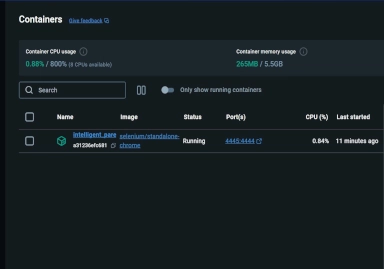 Containers Give feedback
Container CPU usage
0.88% / 800% (8 CPUs available)
Container memory usage
265MB / 5.5GB
Search
Only show running containers
Name Image Status Port(s) CPU (%) Last started
intelligent_pare selenium/standalone-chrome Running 4445:4444 0.84% 11 minutes ago
a31236efc681